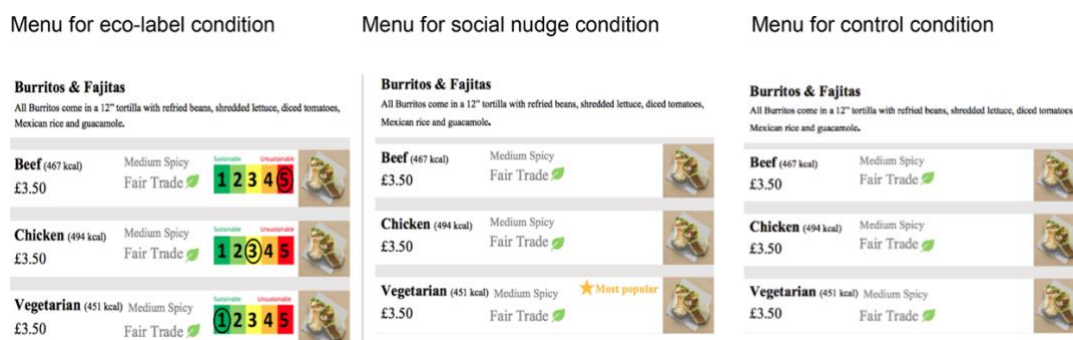 Menu for eco-label condition
Burritos & Fajitas
All Burritos come in a 12" tortilla with refried beans, shredded lettuce, diced tomatoes,
Mexican rice and guacamole.
Beef (467 kcal) Medium Spicy Sustainable Unsustainable
£3.50 Fair Trade 1 2 3 4 5
Chicken (494 kcal) Medium Spicy Sustainable Unsustainable
£3.50 Fair Trade 1 2 3 4 5
Vegetarian (451 kcal) Medium Spicy Sustainable Unsustainable
£3.50 Fair Trade 1 2 3 4 5
Menu for social nudge condition
Burritos & Fajitas
All Burritos come in a 12" tortilla with refried beans, shredded lettuce, diced tomatoes,
Mexican rice and guacamole.
Beef (467 kcal) Medium Spicy
£3.50 Fair Trade
Chicken (494 kcal) Medium Spicy
£3.50 Fair Trade
Vegetarian (451 kcal) Medium Spicy Most popular
£3.50 Fair Trade
Menu for control condition
Burritos & Fajitas
All Burritos come in a 12" tortilla with refried beans, shredded lettuce, diced tomatoes,
Mexican rice and guacamole.
Beef (467 kcal) Medium Spicy
£3.50 Fair Trade
Chicken (494 kcal) Medium Spicy
£3.50 Fair Trade
Vegetarian (451 kcal) Medium Spicy
£3.50 Fair Trade